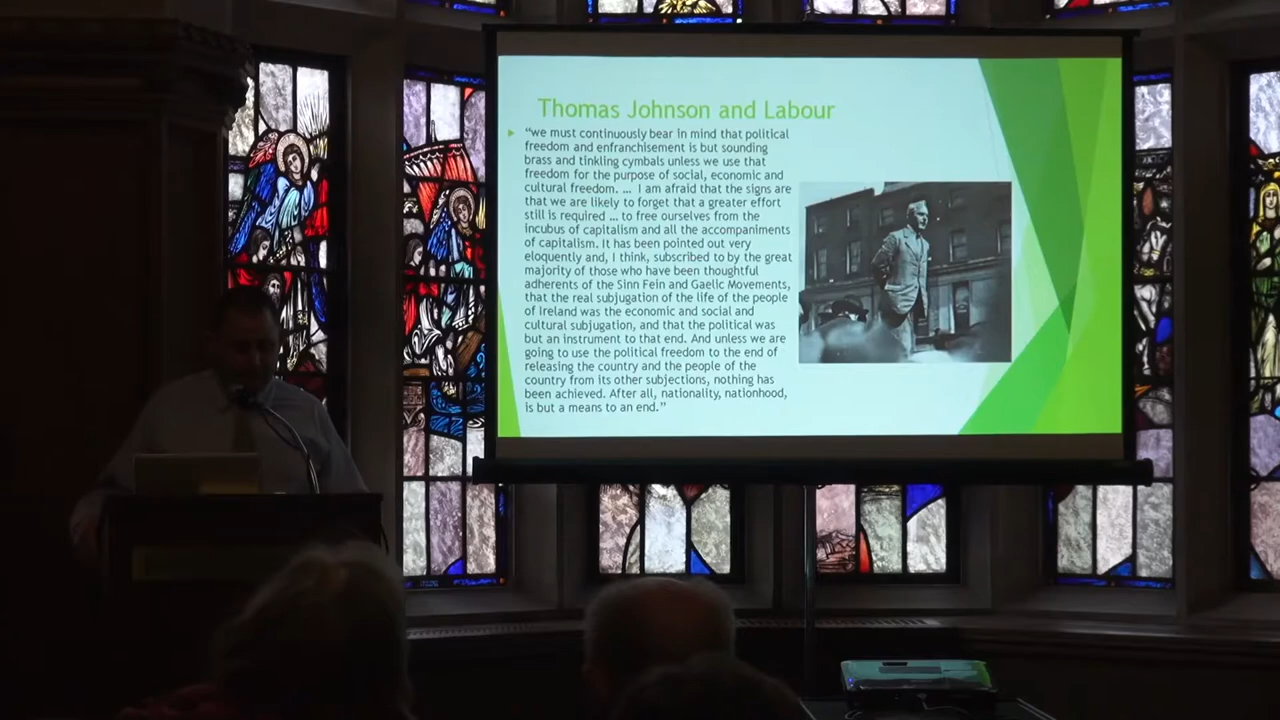 Thomas Johnson and Labour
“we must continuously bear in mind that political
freedom and enfranchisement is but sounding
brass and tinkling cymbals unless we use that
freedom for the purpose of social, economic and
cultural freedom. … I am afraid that the signs are
that we are likely to forget that a greater effort
still is required … to free ourselves from the
incubus of capitalism and all the accompaniments
of capitalism. It has been pointed out very
eloquently and, I think, subscribed to by the great
majority of those who have been thoughtful
adherents of the Sinn Fein and Gaelic Movements,
that the real subjugation of the life of the people
of Ireland was the economic and social and
cultural subjugation, and that the political was
but an instrument to that end. And unless we are
going to use the political freedom to the end of
releasing the country and the people of the
country from its other subjections, nothing has
been achieved. After all, nationality, nationhood,
is but a means to an end.”